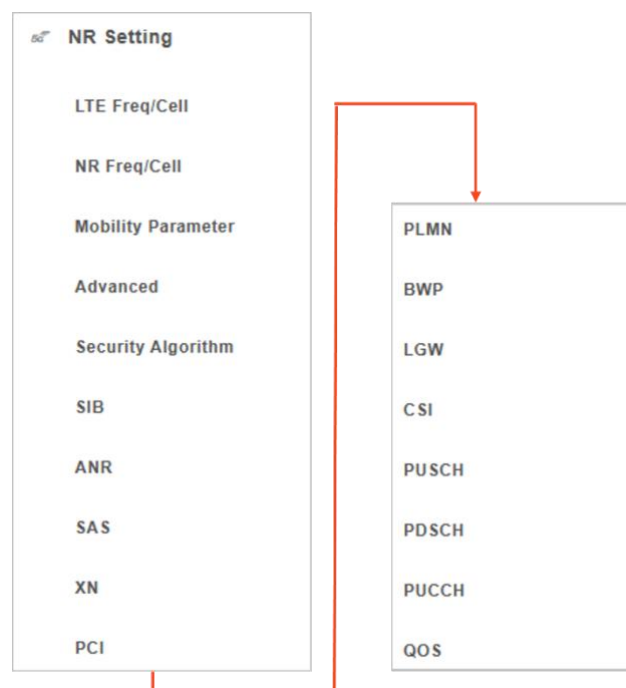 5G NR Setting
LTE Freq/Cell
NR Freq/Cell
Mobility Parameter
Advanced
Security Algorithm
SIB
ANR
SAS
XN
PCI
PLMN
BWP
LGW
CSI
PUSCH
PDSCH
PUCCH
QOS